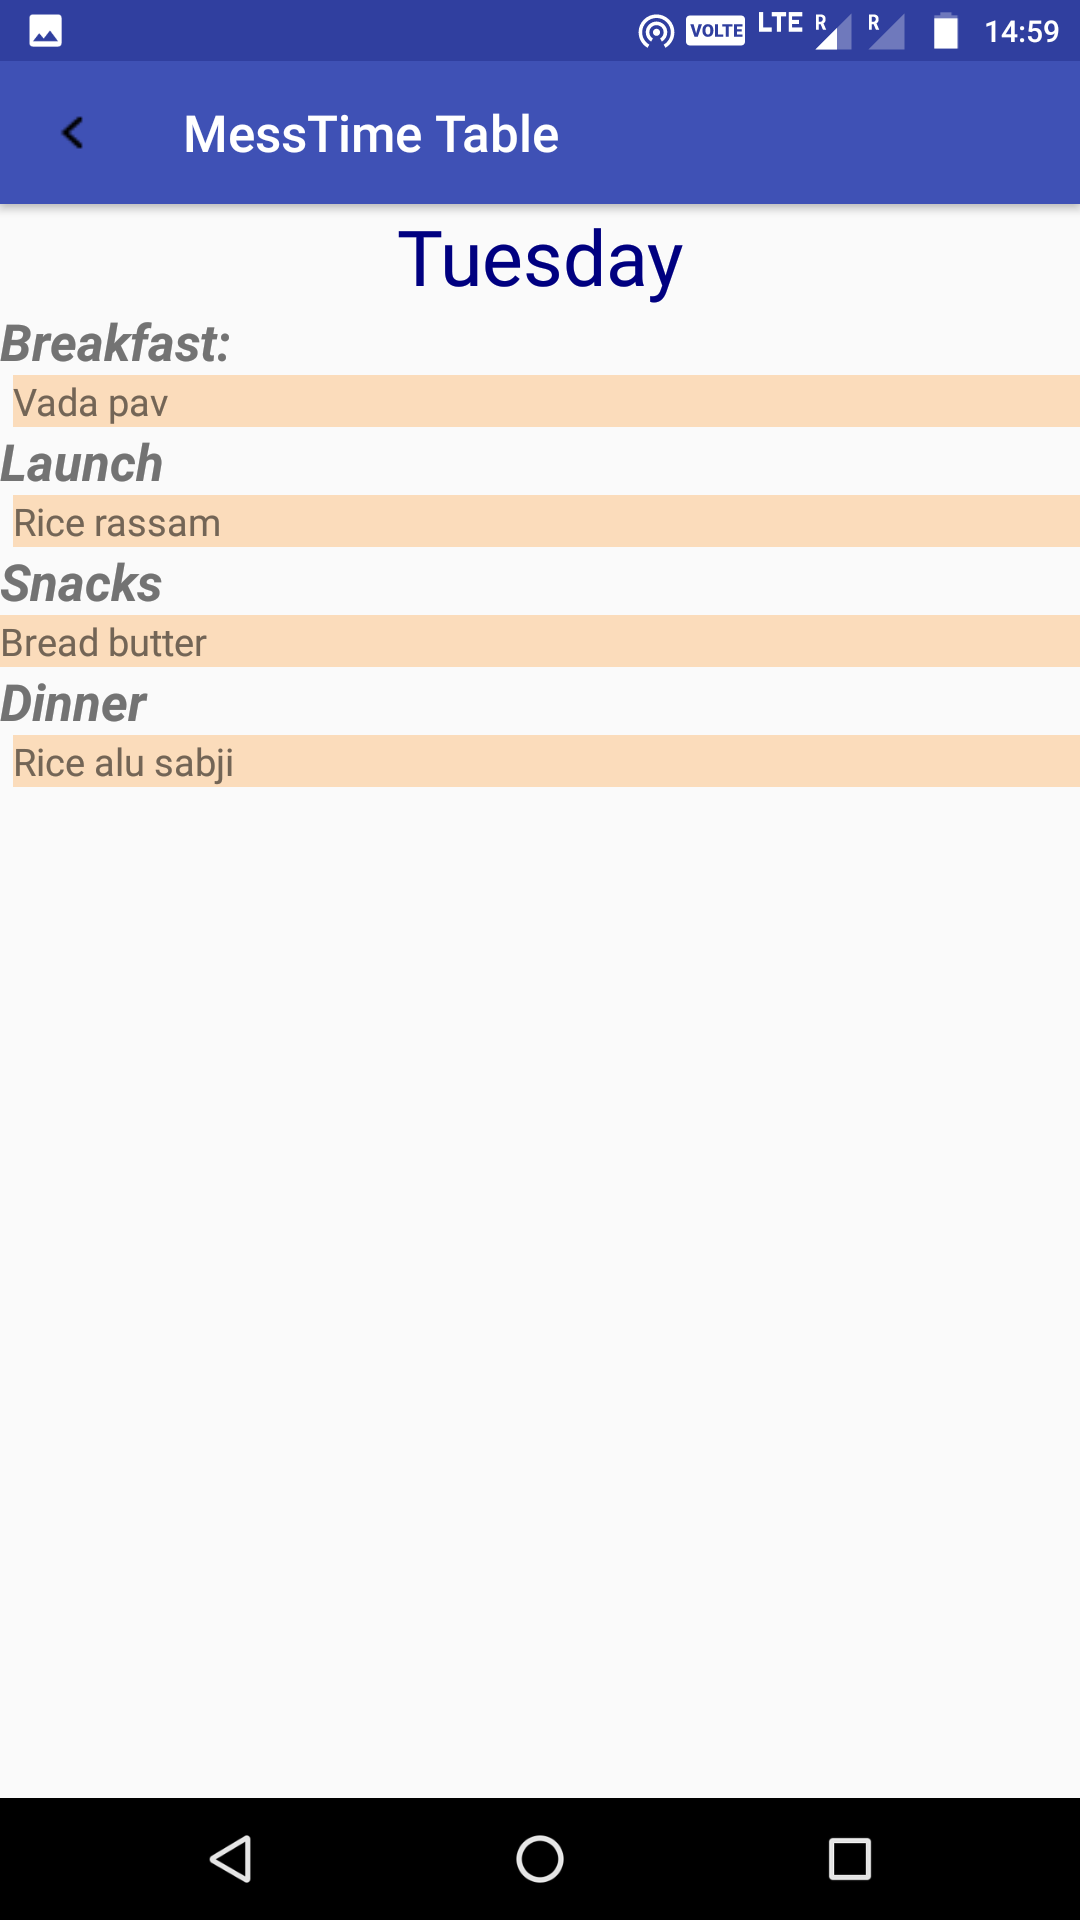 VOLTE LTE R R 14:59
MessTime Table
Tuesday
Breakfast:
Vada pav
Launch
Rice rassam
Snacks
Bread butter
Dinner
Rice alu sabji